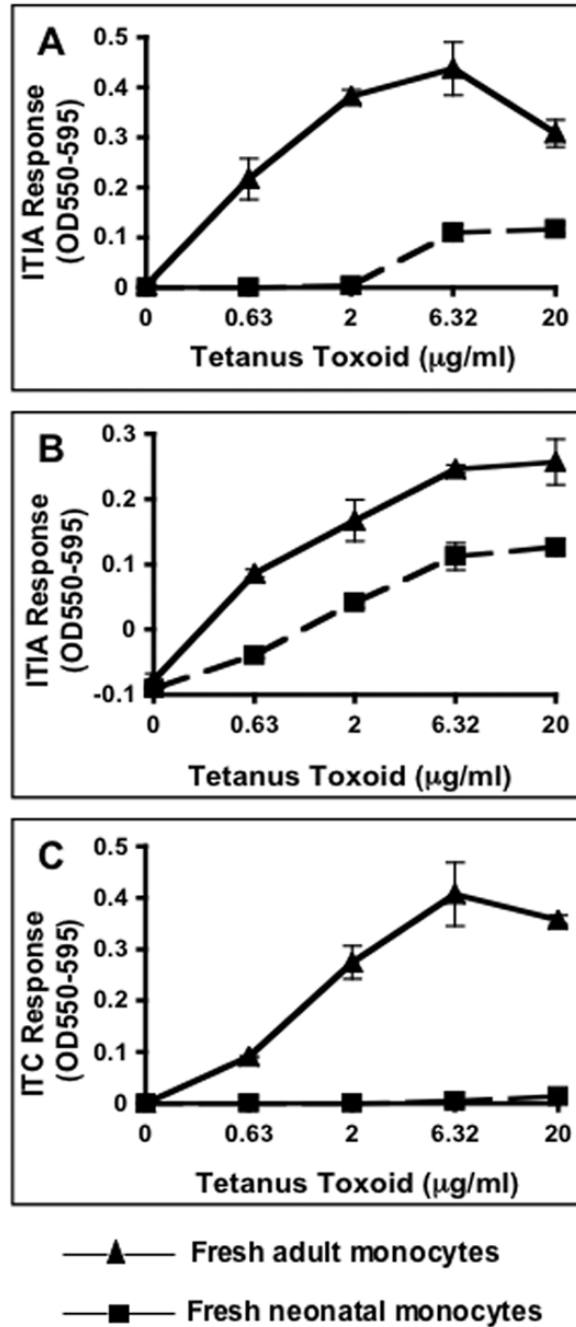 A
ITIA Response
(OD550-595)
0.5
0.4
0.3
0.2
0.1
0
0 0.63 2 6.32 20
Tetanus Toxoid (μg/ml)
B
ITIA Response
(OD550-595)
0.3
0.2
0.1
0
-0.1
0 0.63 2 6.32 20
Tetanus Toxoid (μg/ml)
C
ITC Response
(OD550-595)
0.5
0.4
0.3
0.2
0.1
0
0 0.63 2 6.32 20
Tetanus Toxoid (μg/ml)
Fresh adult monocytes
Fresh neonatal monocytes